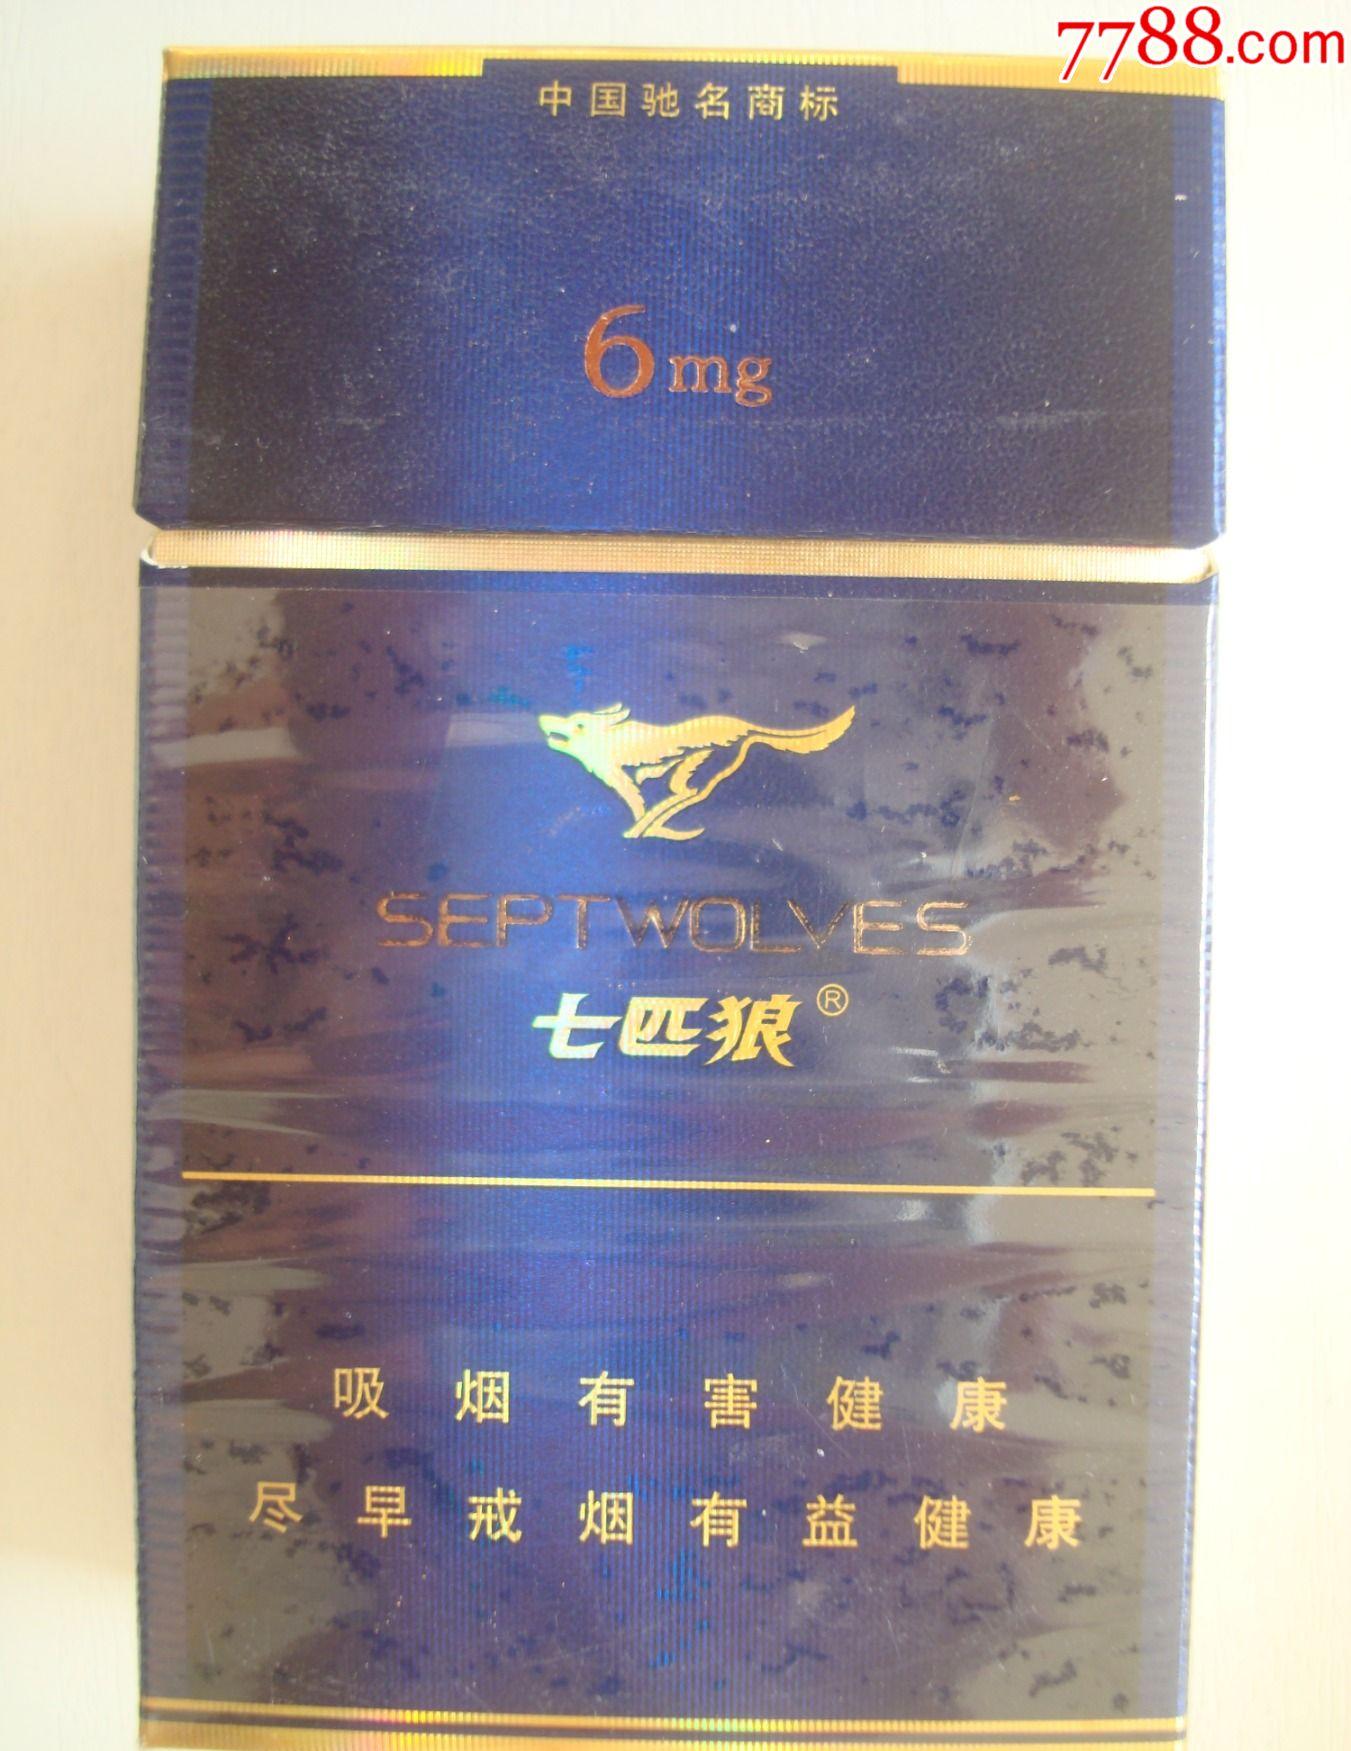 7788.com
中国驰名商标
6mg
SEPTWOLVES
七匹狼®
吸烟有害健康
尽早戒烟有益健康